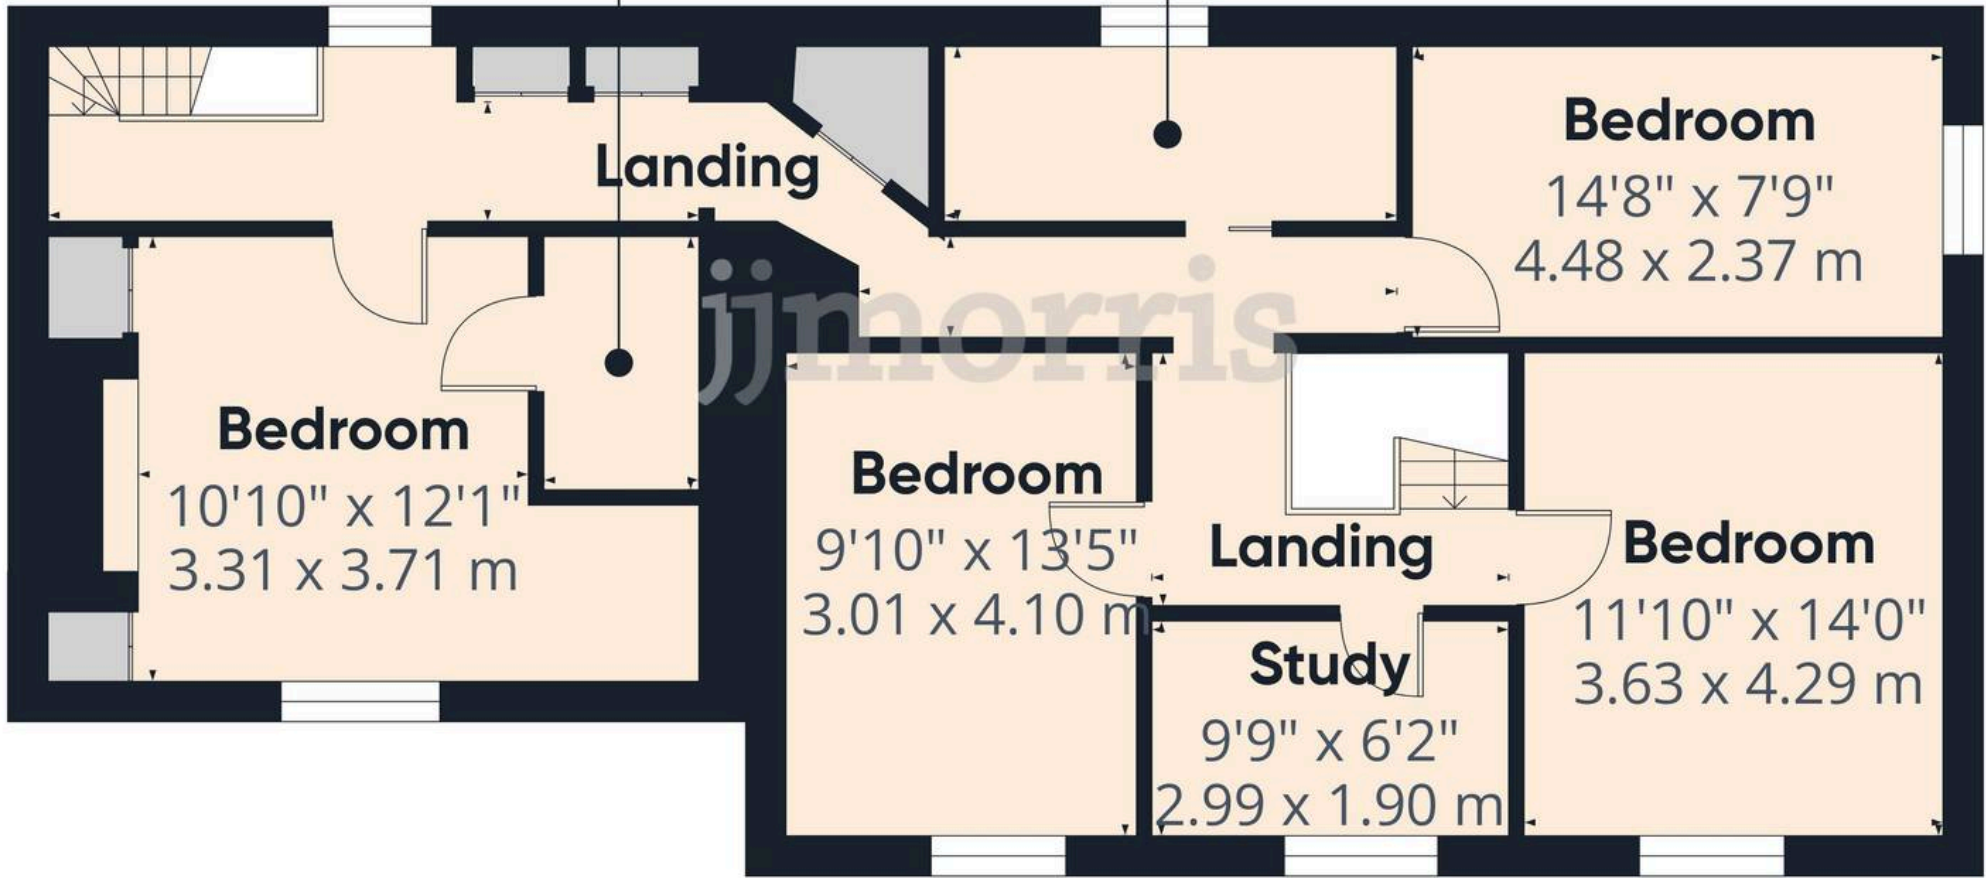 Landing
Bedroom
14'8" x 7'9"
4.48 x 2.37 m
jjmorris
Bedroom
10'10" x 12'1"
3.31 x 3.71 m
Bedroom
9'10" x 13'5"
3.01 x 4.10 m
Landing
Bedroom
11'10" x 14'0"
3.63 x 4.29 m
Study
9'9" x 6'2"
2.99 x 1.90 m